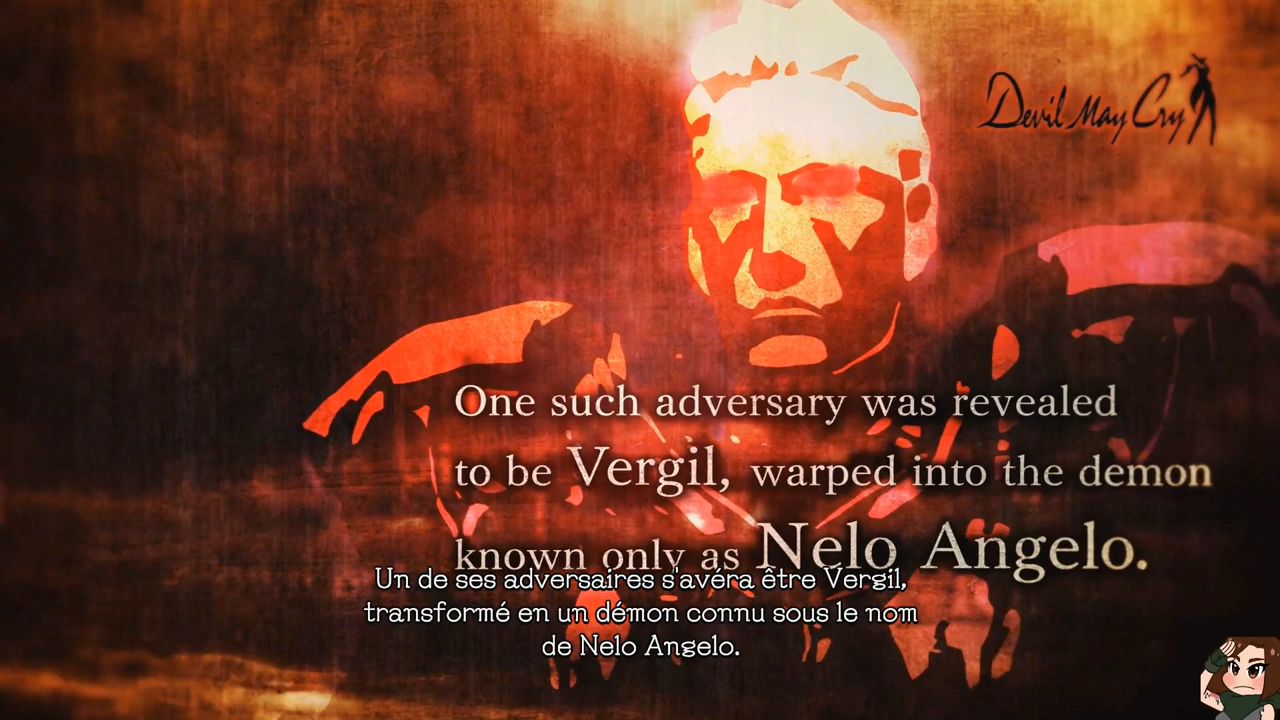 Devil May Cry
One such adversary was revealed
to be Vergil, warped into the demon
known only as Nelo Angelo.
Un de ses adversaires s'avéra être Vergil,
transformé en un démon connu sous le nom
de Nelo Angelo.